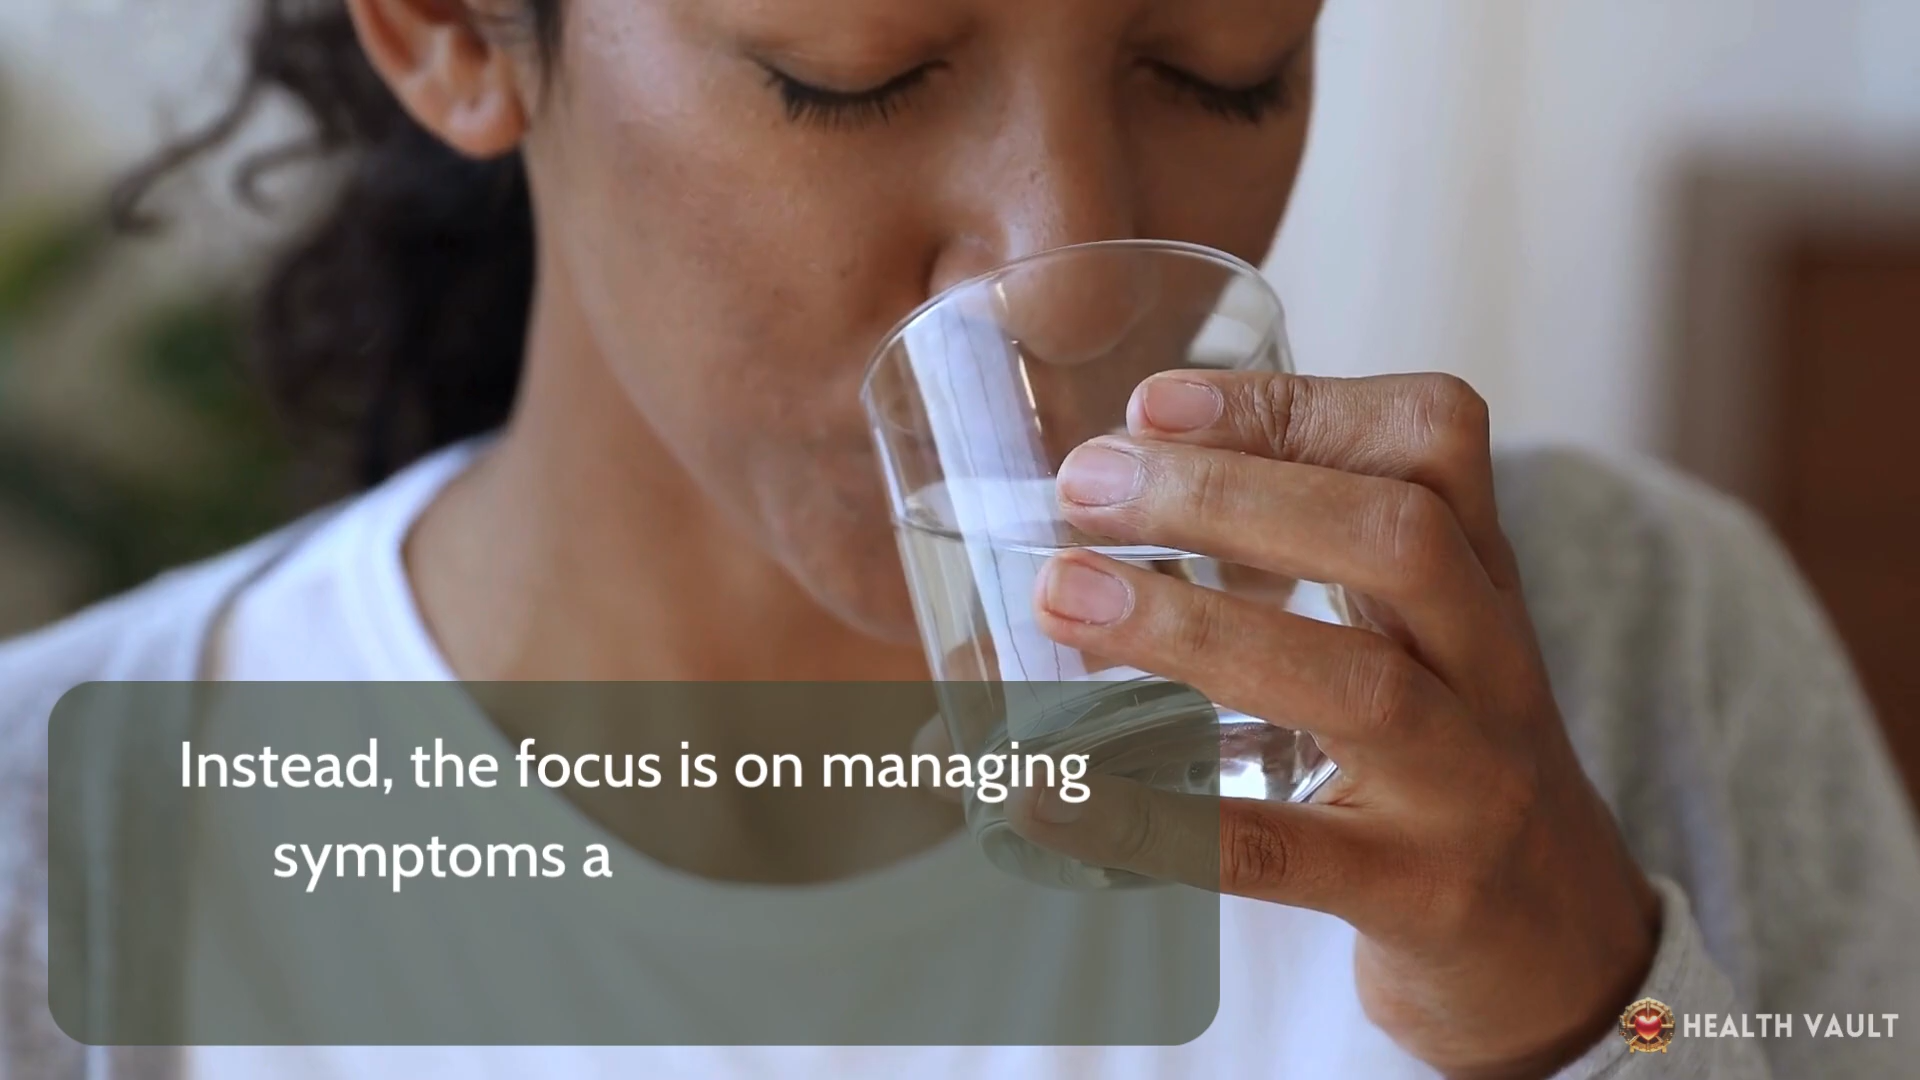 Instead, the focus is on managing
symptoms a
HEALTH VAULT